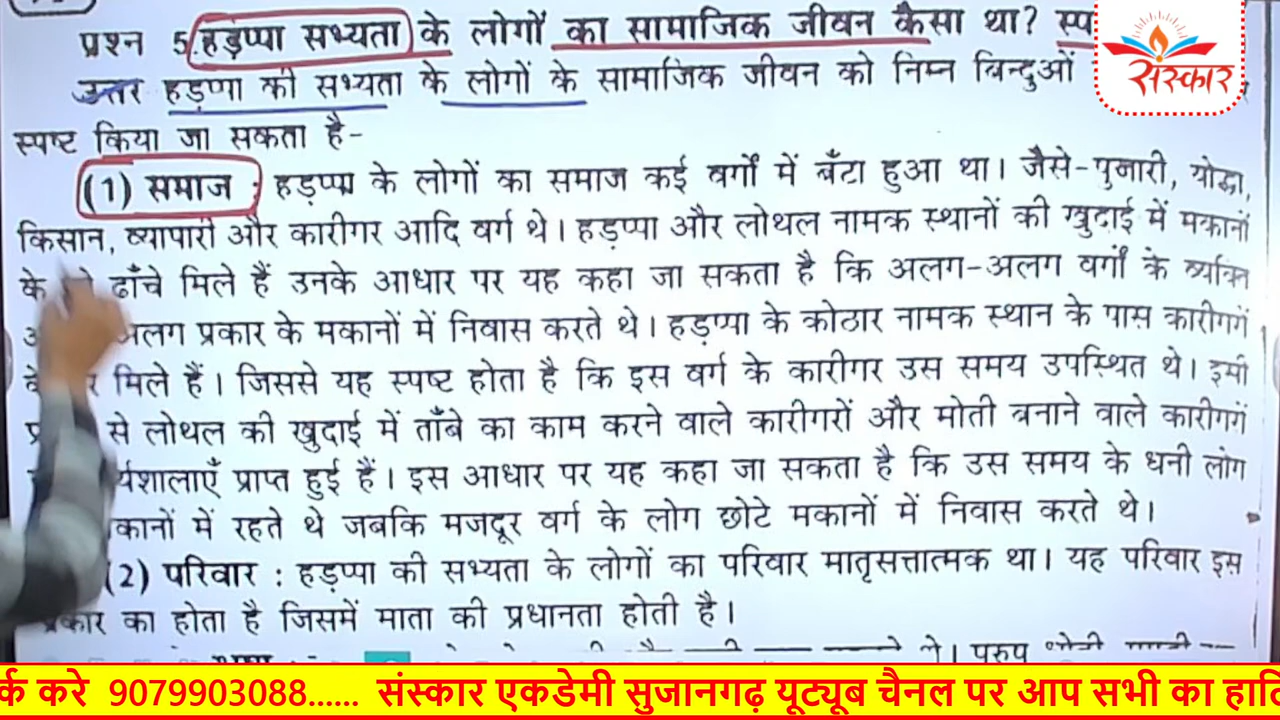 प्रश्न 5. हड़प्पा सभ्यता के लोगों का सामाजिक जीवन कैसा था? स्प
उत्तर हड़प्पा की सभ्यता के लोगों के सामाजिक जीवन को निम्न बिन्दुओं
स्पष्ट किया जा सकता है-
(1) समाज : हड़प्पा के लोगों का समाज कई वर्गों में बँटा हुआ था। जैसे-पुजारी, योद्धा,
किसान, व्यापारी और कारीगर आदि वर्ग थे। हड़प्पा और लोथल नामक स्थानों की खुदाई में मकानों
के ढाँचे मिले हैं उनके आधार पर यह कहा जा सकता है कि अलग-अलग वर्गों के व्यक्ति
अलग प्रकार के मकानों में निवास करते थे। हड़प्पा के कोठार नामक स्थान के पास कारीगरों
मिले हैं। जिससे यह स्पष्ट होता है कि इस वर्ग के कारीगर उस समय उपस्थित थे। इसी
से लोथल की खुदाई में ताँबे का काम करने वाले कारीगरों और मोती बनाने वाले कारीगरों
र्यशालाएँ प्राप्त हुई हैं। इस आधार पर यह कहा जा सकता है कि उस समय के धनी लोग
कानों में रहते थे जबकि मजदूर वर्ग के लोग छोटे मकानों में निवास करते थे।
(2) परिवार : हड़प्पा की सभ्यता के लोगों का परिवार मातृसत्तात्मक था। यह परिवार इस
प्रकार का होता है जिसमें माता की प्रधानता होती है।
संस्कार
र्क करे 9079903088...... संस्कार एकडेमी सुजानगढ़ यूट्यूब चैनल पर आप सभी का हार्दि